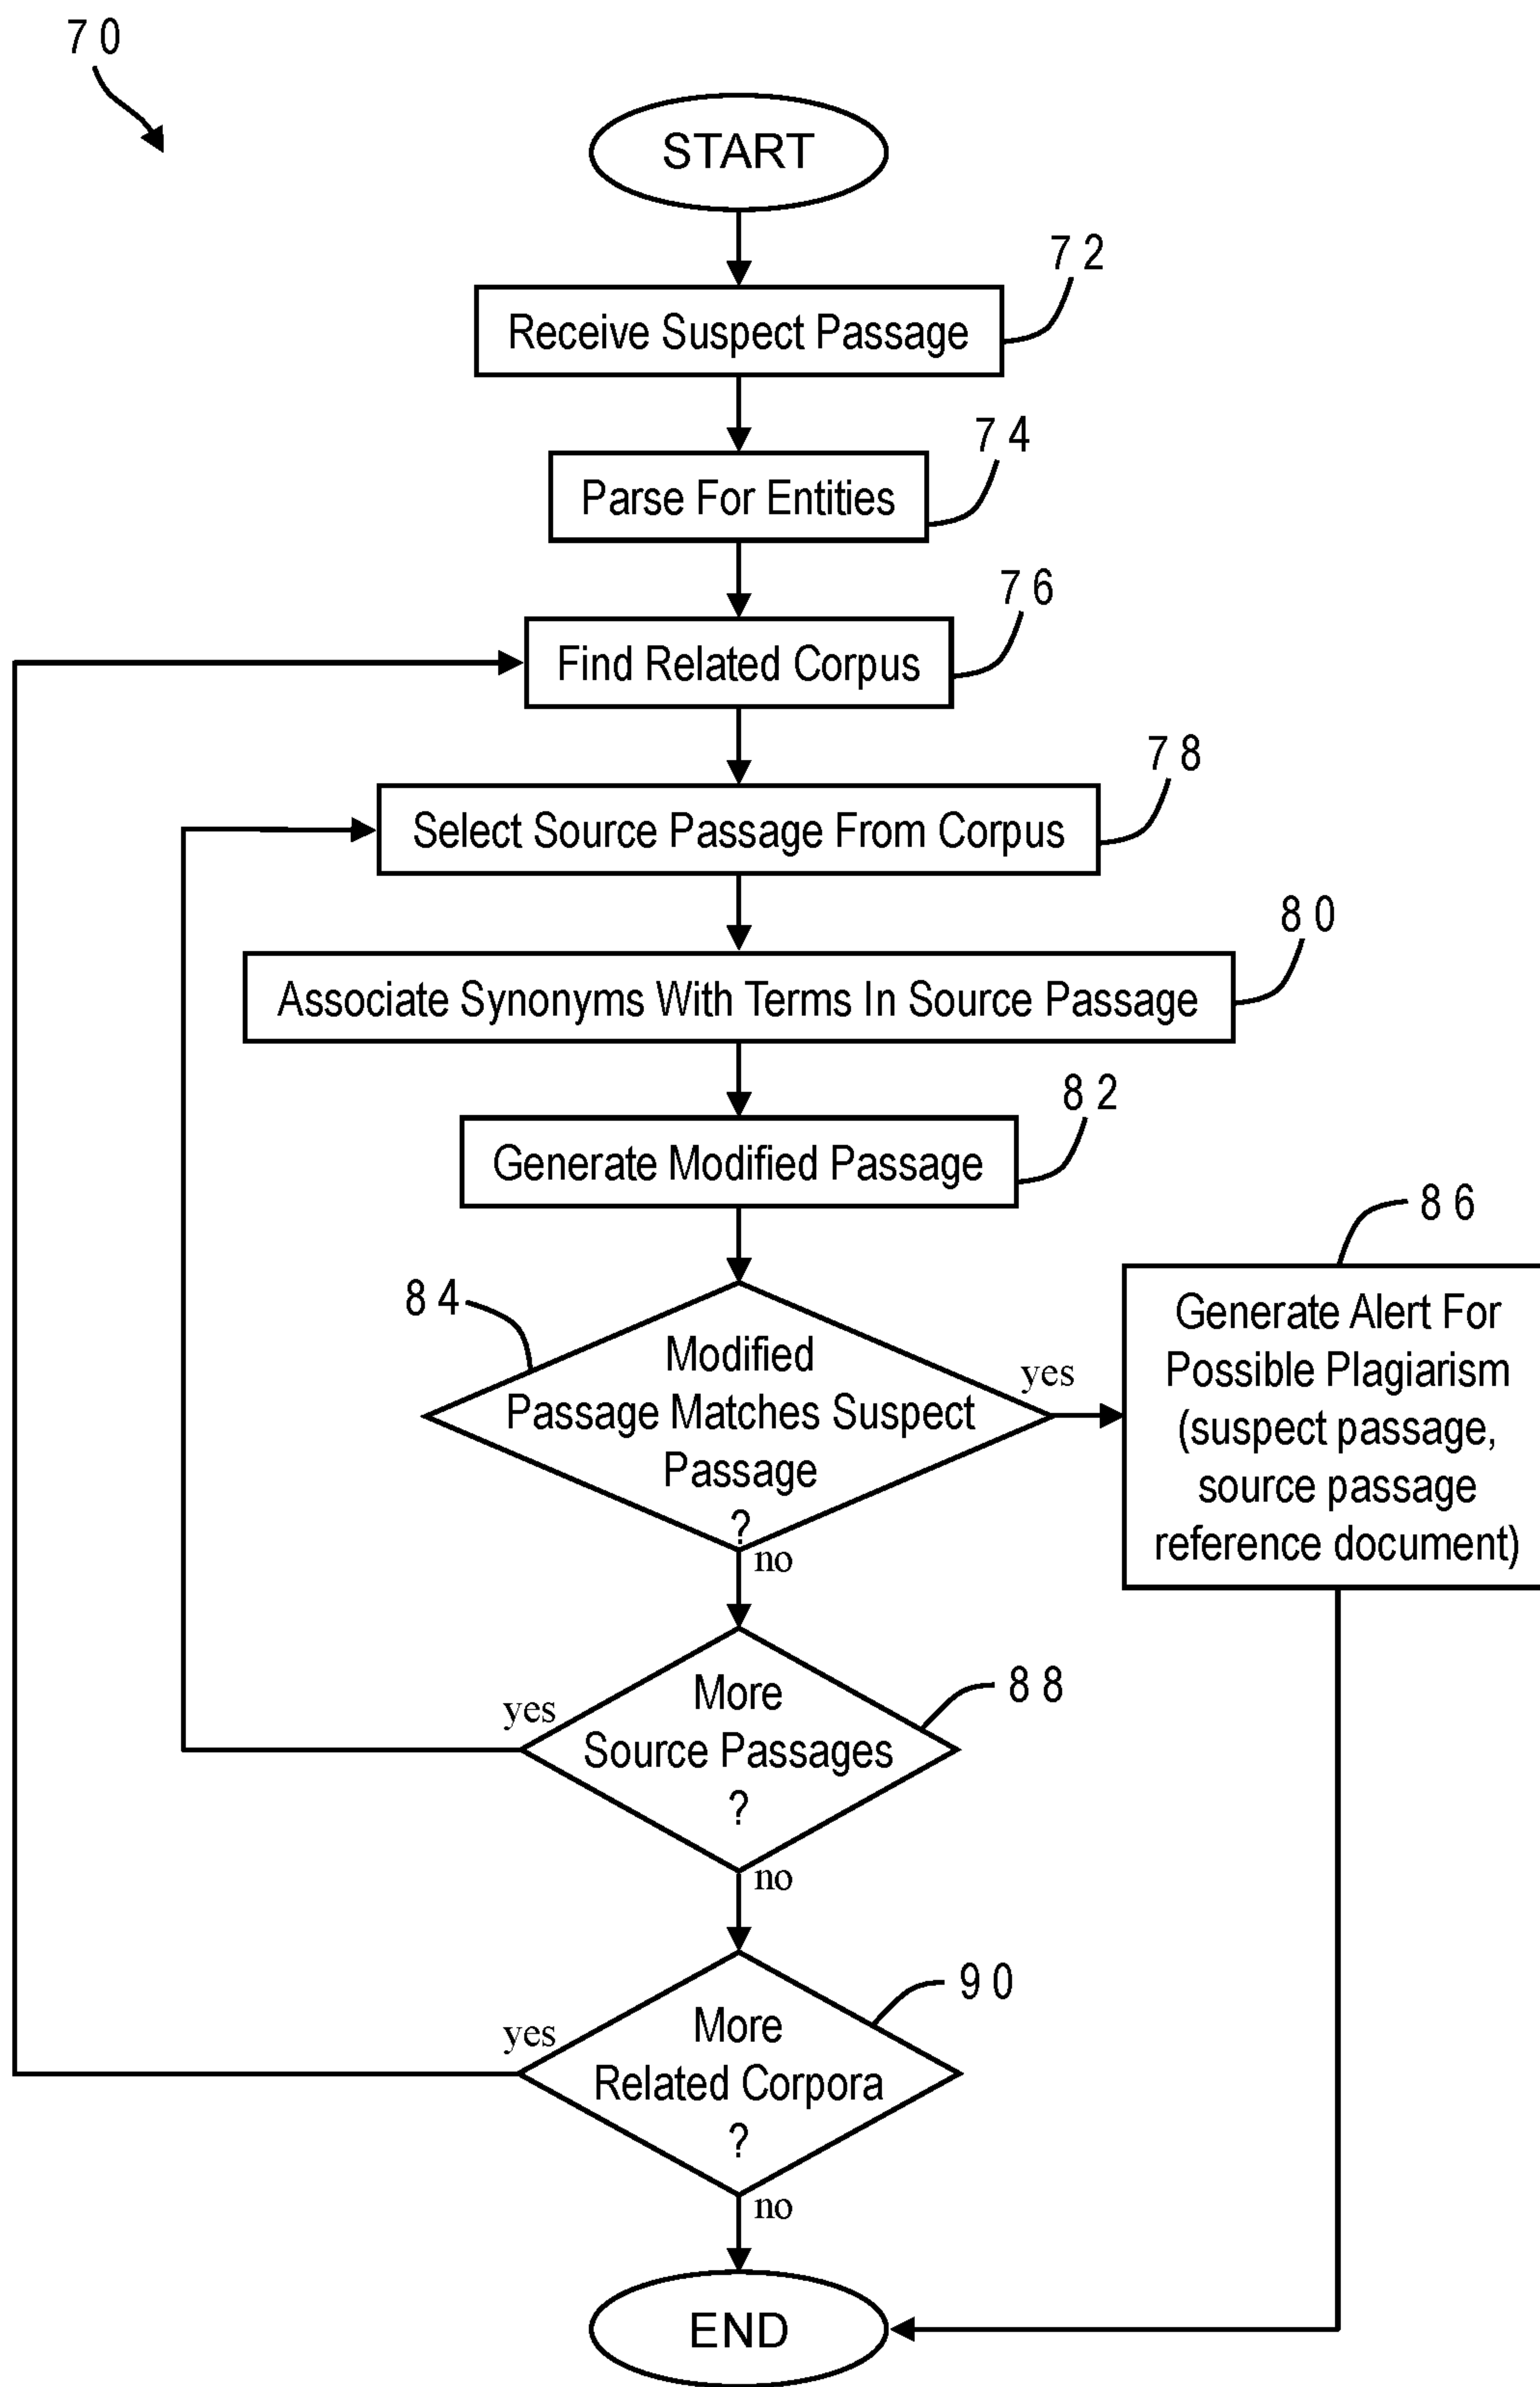 70
START
72
Receive Suspect Passage
74
Parse For Entities
76
Find Related Corpus
78
Select Source Passage From Corpus
80
Associate Synonyms With Terms In Source Passage
82
Generate Modified Passage
84
Modified
Passage Matches Suspect
Passage
?
yes
86
Generate Alert For
Possible Plagiarism
(suspect passage,
source passage
reference document)
no
88
More
Source Passages
?
yes
no
90
More
Related Corpora
?
yes
no
END